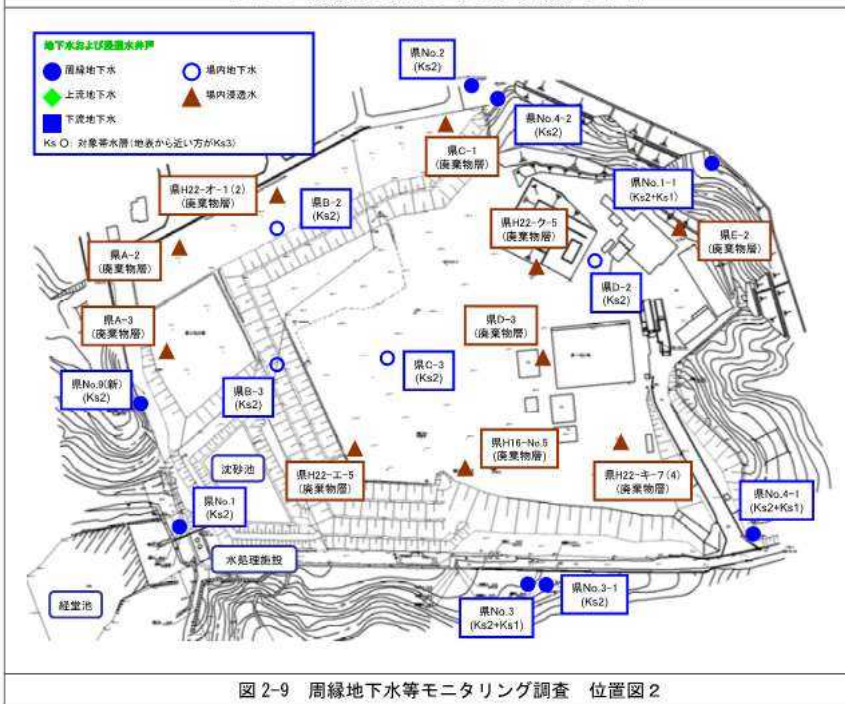 地下水および浸透水井戸
周縁地下水
場内地下水
上流地下水
場内浸透水
下流地下水
Ks○: 対象帯水層(地表から近い方がKs3)
県No.2
(Ks2)
県No.4-2
(Ks2)
県C-1
(廃棄物層)
県No.1-1
(Ks2+Ks1)
県H22-オ-1(2)
(廃棄物層)
県B-2
(Ks2)
県H22-ク-5
(廃棄物層)
県E-2
(廃棄物層)
県A-2
(廃棄物層)
県D-2
(Ks2)
県A-3
(廃棄物層)
県D-3
(廃棄物層)
県No.9(新)
(Ks2)
県B-3
(Ks2)
県C-3
(Ks2)
沈砂池
県H22-エ-5
(廃棄物層)
県H16-No.5
(廃棄物層)
県H22-キ-7(4)
(廃棄物層)
県No.1
(Ks2)
県No.4-1
(Ks2+Ks1)
水処理施設
経堂池
県No.3
(Ks2+Ks1)
県No.3-1
(Ks2)
図2-9 周縁地下水等モニタリング調査 位置図2